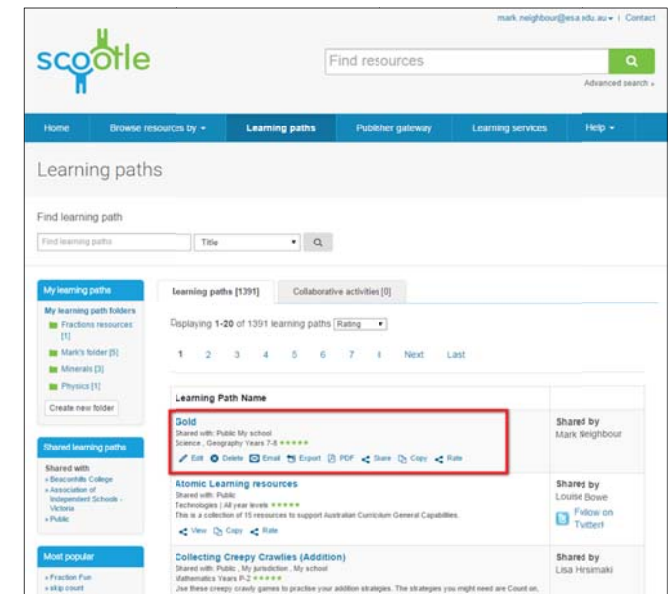 mark.neighbour@esa.edu.au | Contact
scootle
Find resources
Advanced search »
Home Browse resources by Learning paths Publisher gateway Learning services Help
Learning paths
Find learning path
Find learning paths Title
My learning paths
My learning path folders
Fractions resources [1]
Mark's folder [5]
Minerals [3]
Physics [1]
Create new folder
Shared learning paths
Shared with
» Beaconhills College
» Association of
Independent Schools -
Victoria
» Public
Most popular
» Fraction Fun
» skip count
Learning paths [1391] Collaborative activities [0]
Displaying 1-20 of 1391 learning paths Rating
1 2 3 4 5 6 7 8 Next Last
Learning Path Name
Gold
Shared with: Public My school
Science , Geography Years 7-8
Edit Delete Email Export PDF Share Copy Rate
Shared by
Mark Neighbour
Atomic Learning resources
Shared with: Public
Technologies | All year levels
This is a collection of 15 resources to support Australian Curriculum General Capabilities.
View Copy Rate
Shared by
Louise Bowe
Follow on
Twitter!
Collecting Creepy Crawlies (Addition)
Shared with: Public , My jurisdiction , My school
Mathematics Years P-2
Use these creepy crawly games to practise your addition strategies. The strategies you might need are Count on,
Shared by
Lisa Hrsimaki